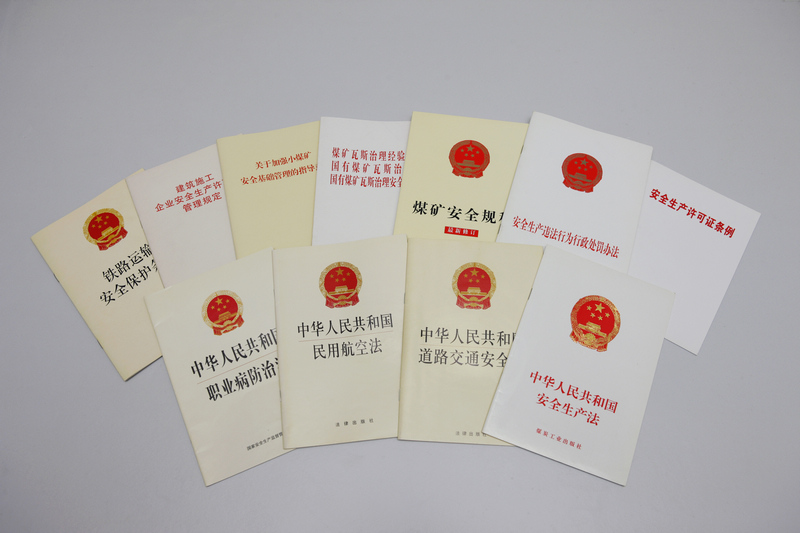 铁路运输
安全保护
建筑施工
企业安全生产许
管理规定
关于加强小煤矿
安全基础管理的指导
煤矿瓦斯治理经验
国有煤矿瓦斯治
国有煤矿瓦斯治理安全
煤矿安全规
最新修订
安全生产违法行为行政处罚办法
安全生产许可证条例
中华人民共和国
职业病防治
国家安全生产监督管
中华人民共和国
民用航空法
法律出版社
中华人民共和
道路交通安全
法律出版社
中华人民共和国
安全生产法
煤炭工业出版社